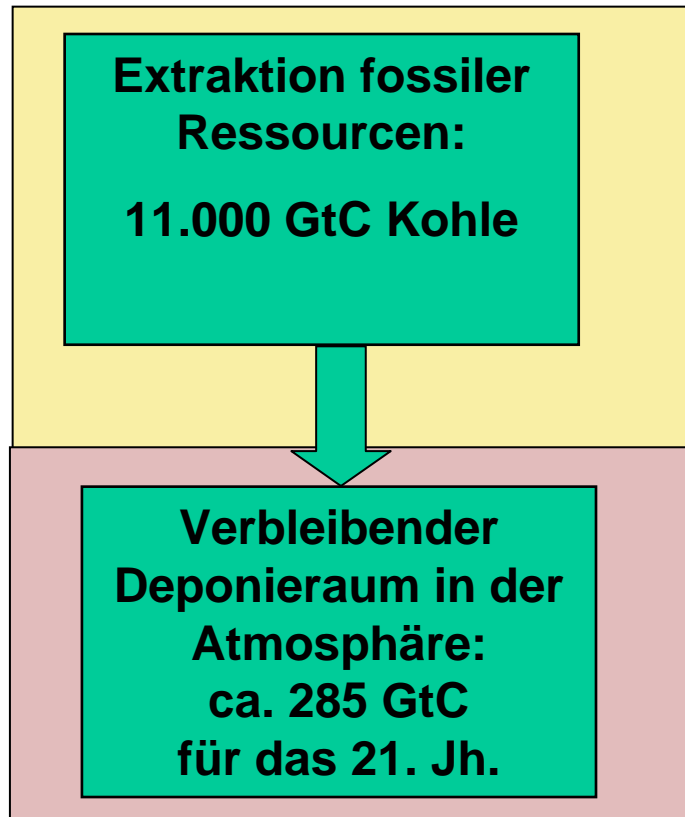 Extraktion fossiler
Ressourcen:
11.000 GtC Kohle
Verbleibender
Deponieraum in der
Atmosphäre:
ca. 285 GtC
für das 21. Jh.